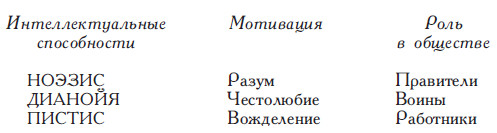 Интеллектуальные способности Мотивация Роль в обществе
НОЭЗИС Разум Правители
ДИАНОЙЯ Честолюбие Воины
ПИСТИС Вожделение Работники